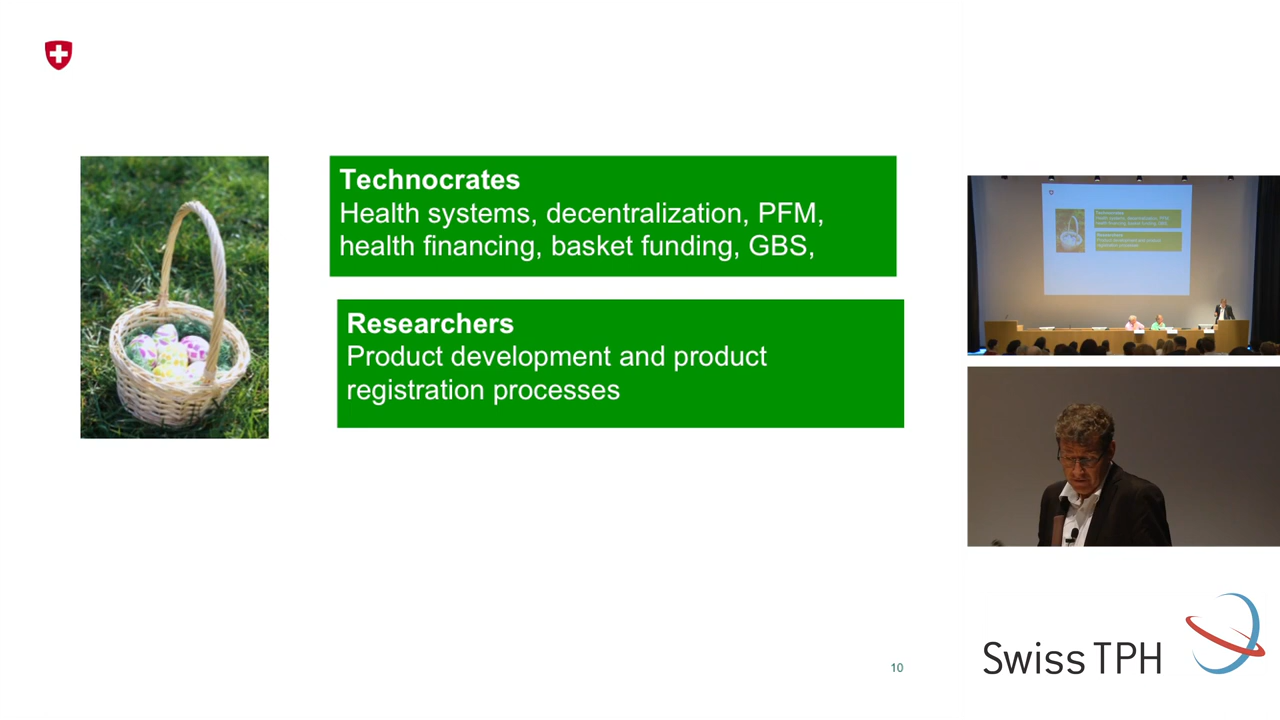 Technocrates
Health systems, decentralization, PFM,
health financing, basket funding, GBS,
Researchers
Product development and product
registration processes
10
Swiss TPH